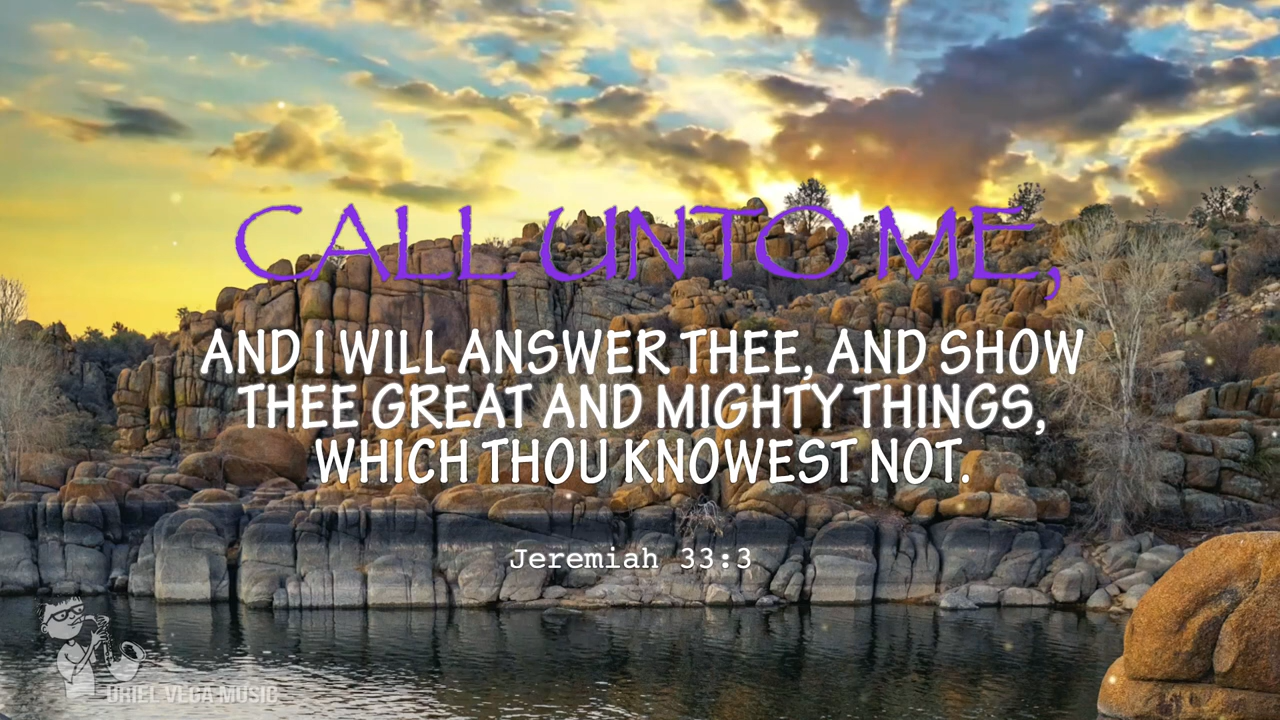 CALL UNTO ME,
AND I WILL ANSWER THEE, AND SHOW
THEE GREAT AND MIGHTY THINGS,
WHICH THOU KNOWEST NOT.
Jeremiah 33:3
URIEL VEGA MUSIC